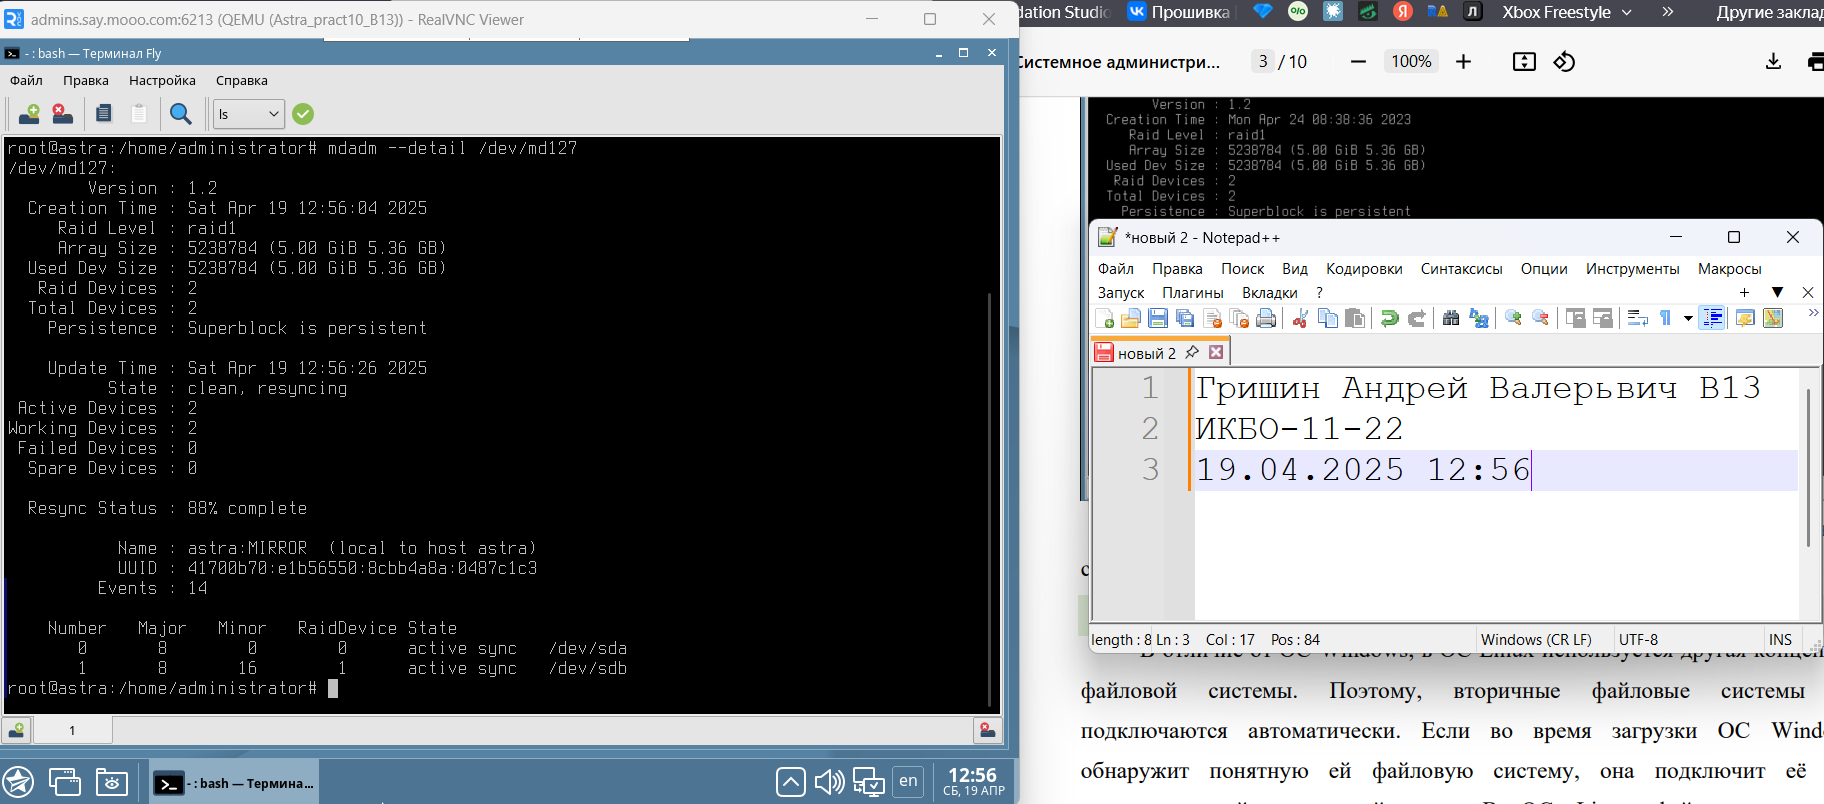 admins.say.mooo.com:6213 (QEMU (Astra_pract10_B13)) - RealVNC Viewer
- : bash — Терминал Fly
Файл Правка Настройка Справка
ls
root@astra:/home/administrator# mdadm --detail /dev/md127
/dev/md127:
Version : 1.2
Creation Time : Sat Apr 19 12:56:04 2025
Raid Level : raid1
Array Size : 5238784 (5.00 GiB 5.36 GB)
Used Dev Size : 5238784 (5.00 GiB 5.36 GB)
Raid Devices : 2
Total Devices : 2
Persistence : Superblock is persistent
Update Time : Sat Apr 19 12:56:26 2025
State : clean, resyncing
Active Devices : 2
Working Devices : 2
Failed Devices : 0
Spare Devices : 0
Resync Status : 88% complete
Name : astra:MIRROR (local to host astra)
UUID : 41700b70:e1b56550:8cbb4a8a:0487c1c3
Events : 14
Number Major Minor RaidDevice State
0 8 0 0 active sync /dev/sda
1 8 16 1 active sync /dev/sdb
root@astra:/home/administrator#
1
- : bash — Термина...
en
12:56
СБ, 19 АПР
dation Studio Прошивка Xbox Freestyle » Другие заклад
Системное администри... 3 / 10 100%
Version : 1.2
Creation Time : Mon Apr 24 08:38:36 2023
Raid Level : raid1
Array Size : 5238784 (5.00 GiB 5.36 GB)
Used Dev Size : 5238784 (5.00 GiB 5.36 GB)
Raid Devices : 2
Total Devices : 2
Persistence : Superblock is persistent
*новый 2 - Notepad++
Файл Правка Поиск Вид Кодировки Синтаксисы Опции Инструменты Макросы
Запуск Плагины Вкладки ?
новый 2
1 Гришин Андрей Валерьвич В13
2 ИКБО-11-22
3 19.04.2025 12:56
length : 8 Ln : 3 Col : 17 Pos : 84 Windows (CR LF) UTF-8 INS
В отличие от ОС Windows, в ОС Linux используется другая концеп
файловой системы. Поэтому, вторичные файловые системы
подключаются автоматически. Если во время загрузки ОС Wind
обнаружит понятную ей файловую систему, она подключит её